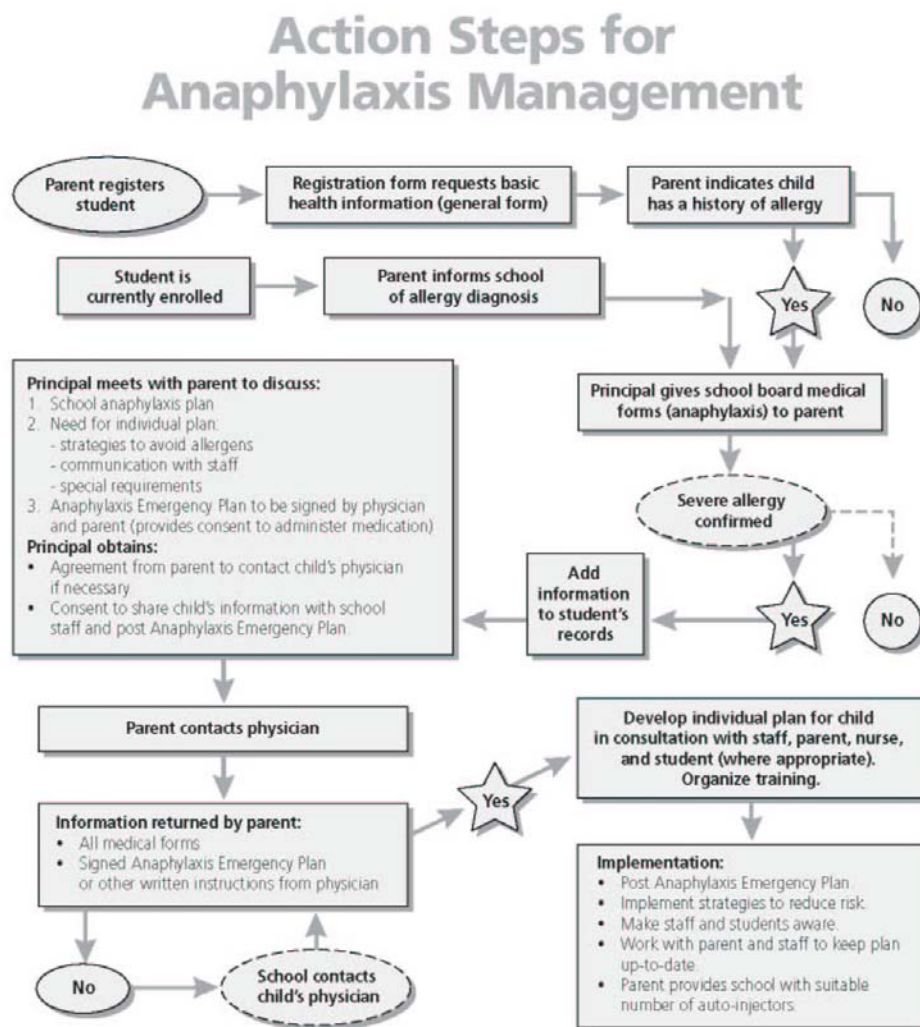 Action Steps for
Anaphylaxis Management
Parent registers
student
Registration form requests basic
health information (general form)
Parent indicates child
has a history of allergy
Student is
currently enrolled
Parent informs school
of allergy diagnosis
Yes
No
Principal gives school board medical
forms (anaphylaxis) to parent
Severe allergy
confirmed
Yes
No
Add
information
to student's
records
Principal meets with parent to discuss:
1. School anaphylaxis plan
2. Need for individual plan:
- strategies to avoid allergens
- communication with staff
- special requirements
3. Anaphylaxis Emergency Plan to be signed by physician
and parent (provides consent to administer medication)
Principal obtains:
• Agreement from parent to contact child's physician
if necessary
• Consent to share child's information with school
staff and post Anaphylaxis Emergency Plan.
Parent contacts physician
Information returned by parent:
• All medical forms
• Signed Anaphylaxis Emergency Plan
or other written instructions from physician
No
School contacts
child's physician
Yes
Develop individual plan for child
in consultation with staff, parent, nurse,
and student (where appropriate).
Organize training.
Implementation:
• Post Anaphylaxis Emergency Plan.
• Implement strategies to reduce risk.
• Make staff and students aware.
• Work with parent and staff to keep plan
up-to-date.
• Parent provides school with suitable
number of auto-injectors.